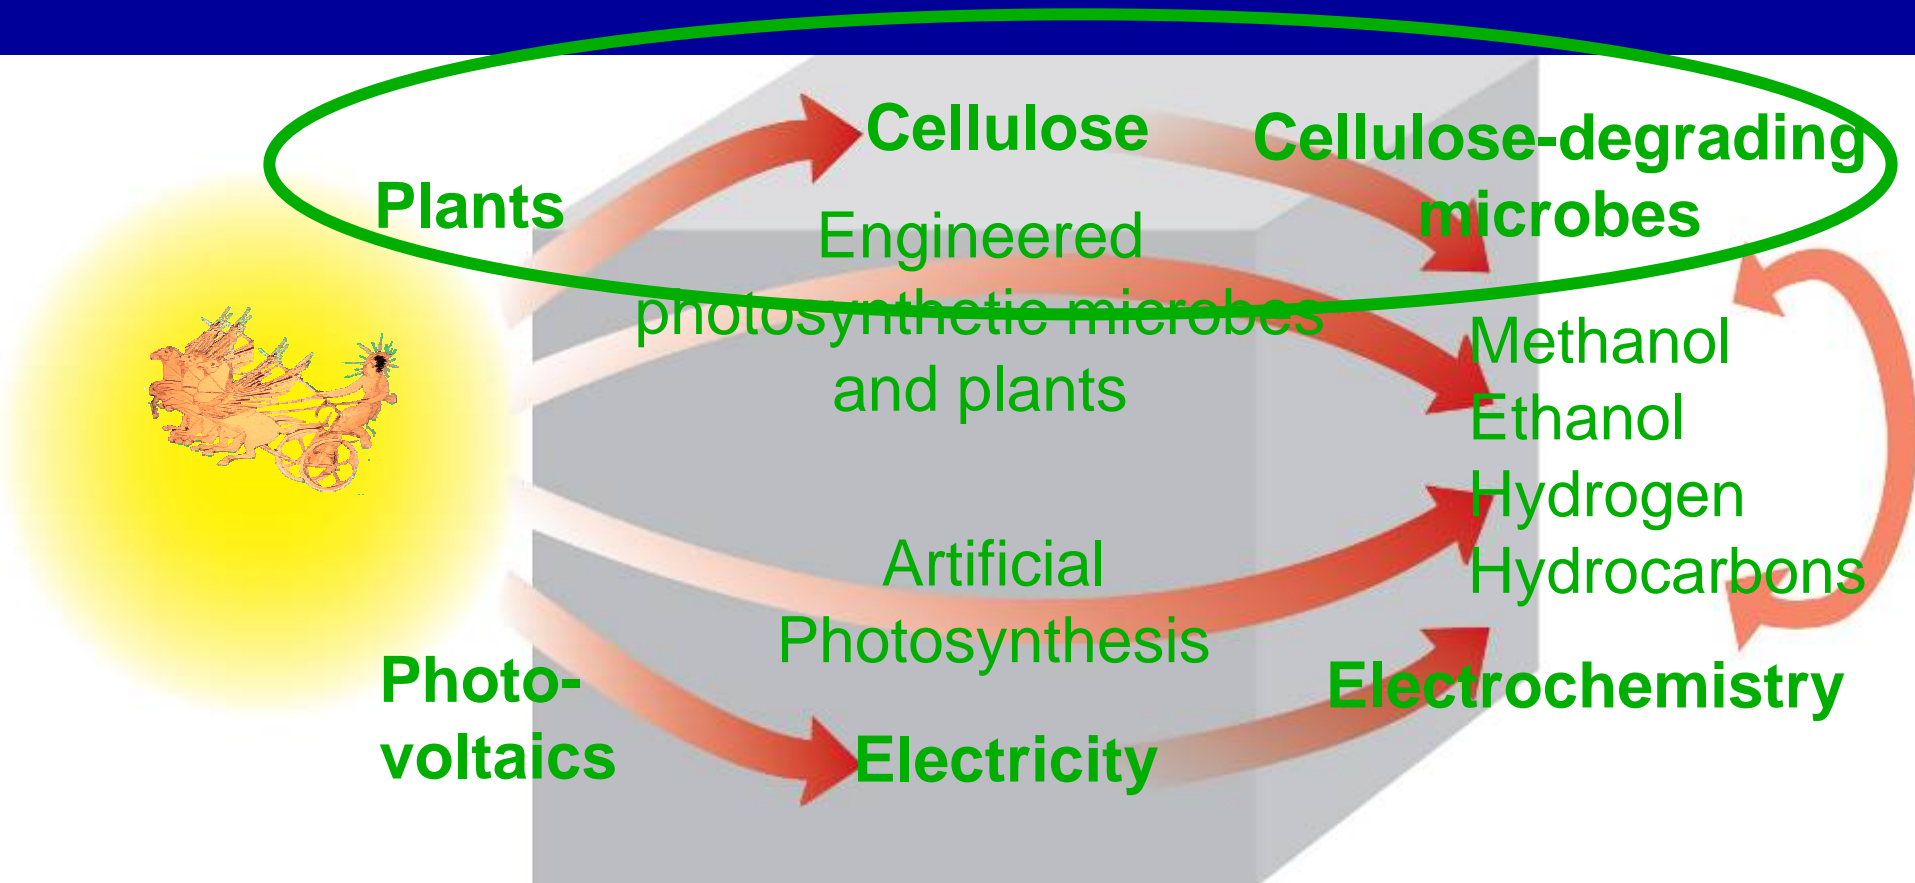 Cellulose
Cellulose-degrading
microbes
Plants
Engineered
photosynthetic microbes
and plants
Methanol
Ethanol
Hydrogen
Hydrocarbons
Artificial
Photosynthesis
Photo-
voltaics
Electricity
Electrochemistry